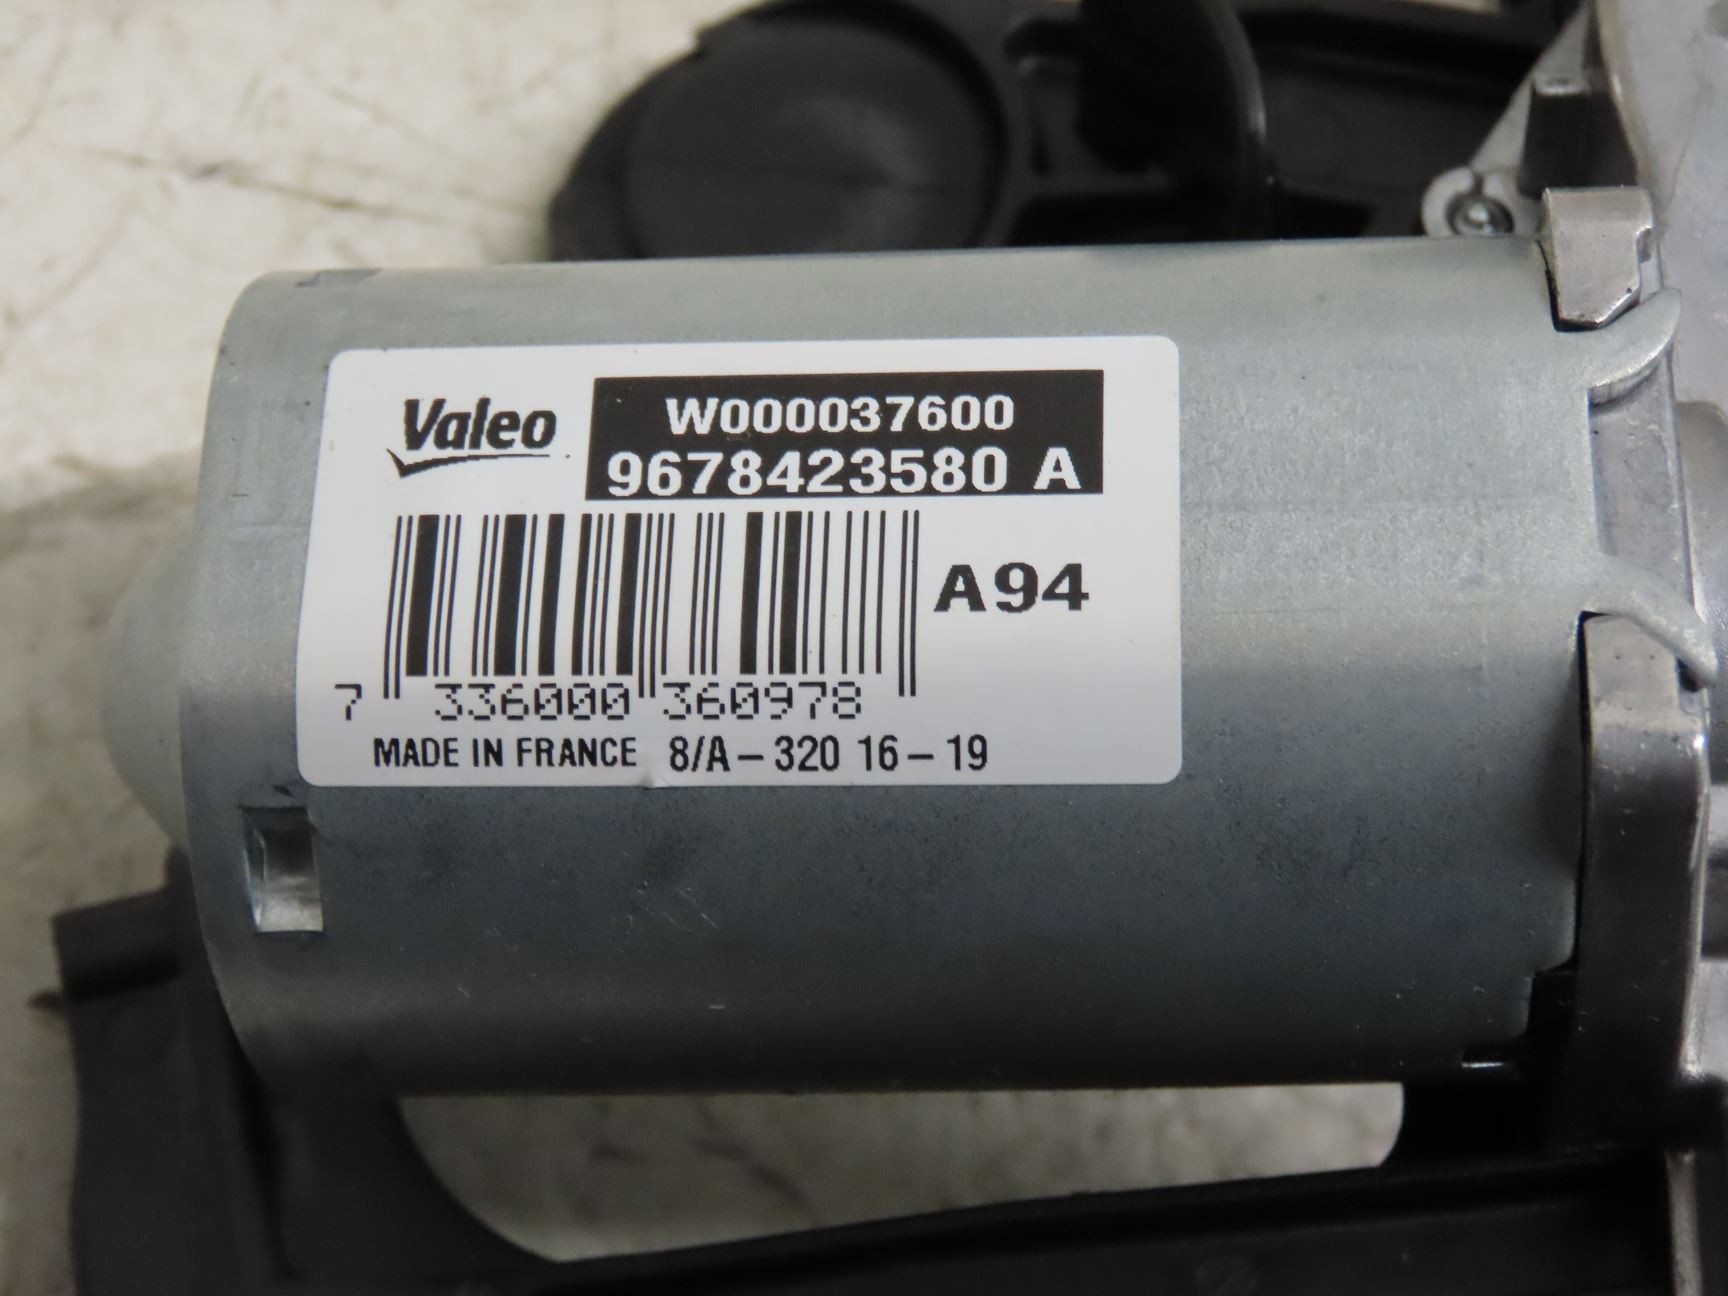 Valeo
W000037600
9678423580 A
A94
7 336000 360978
MADE IN FRANCE 8/A-320 16-19